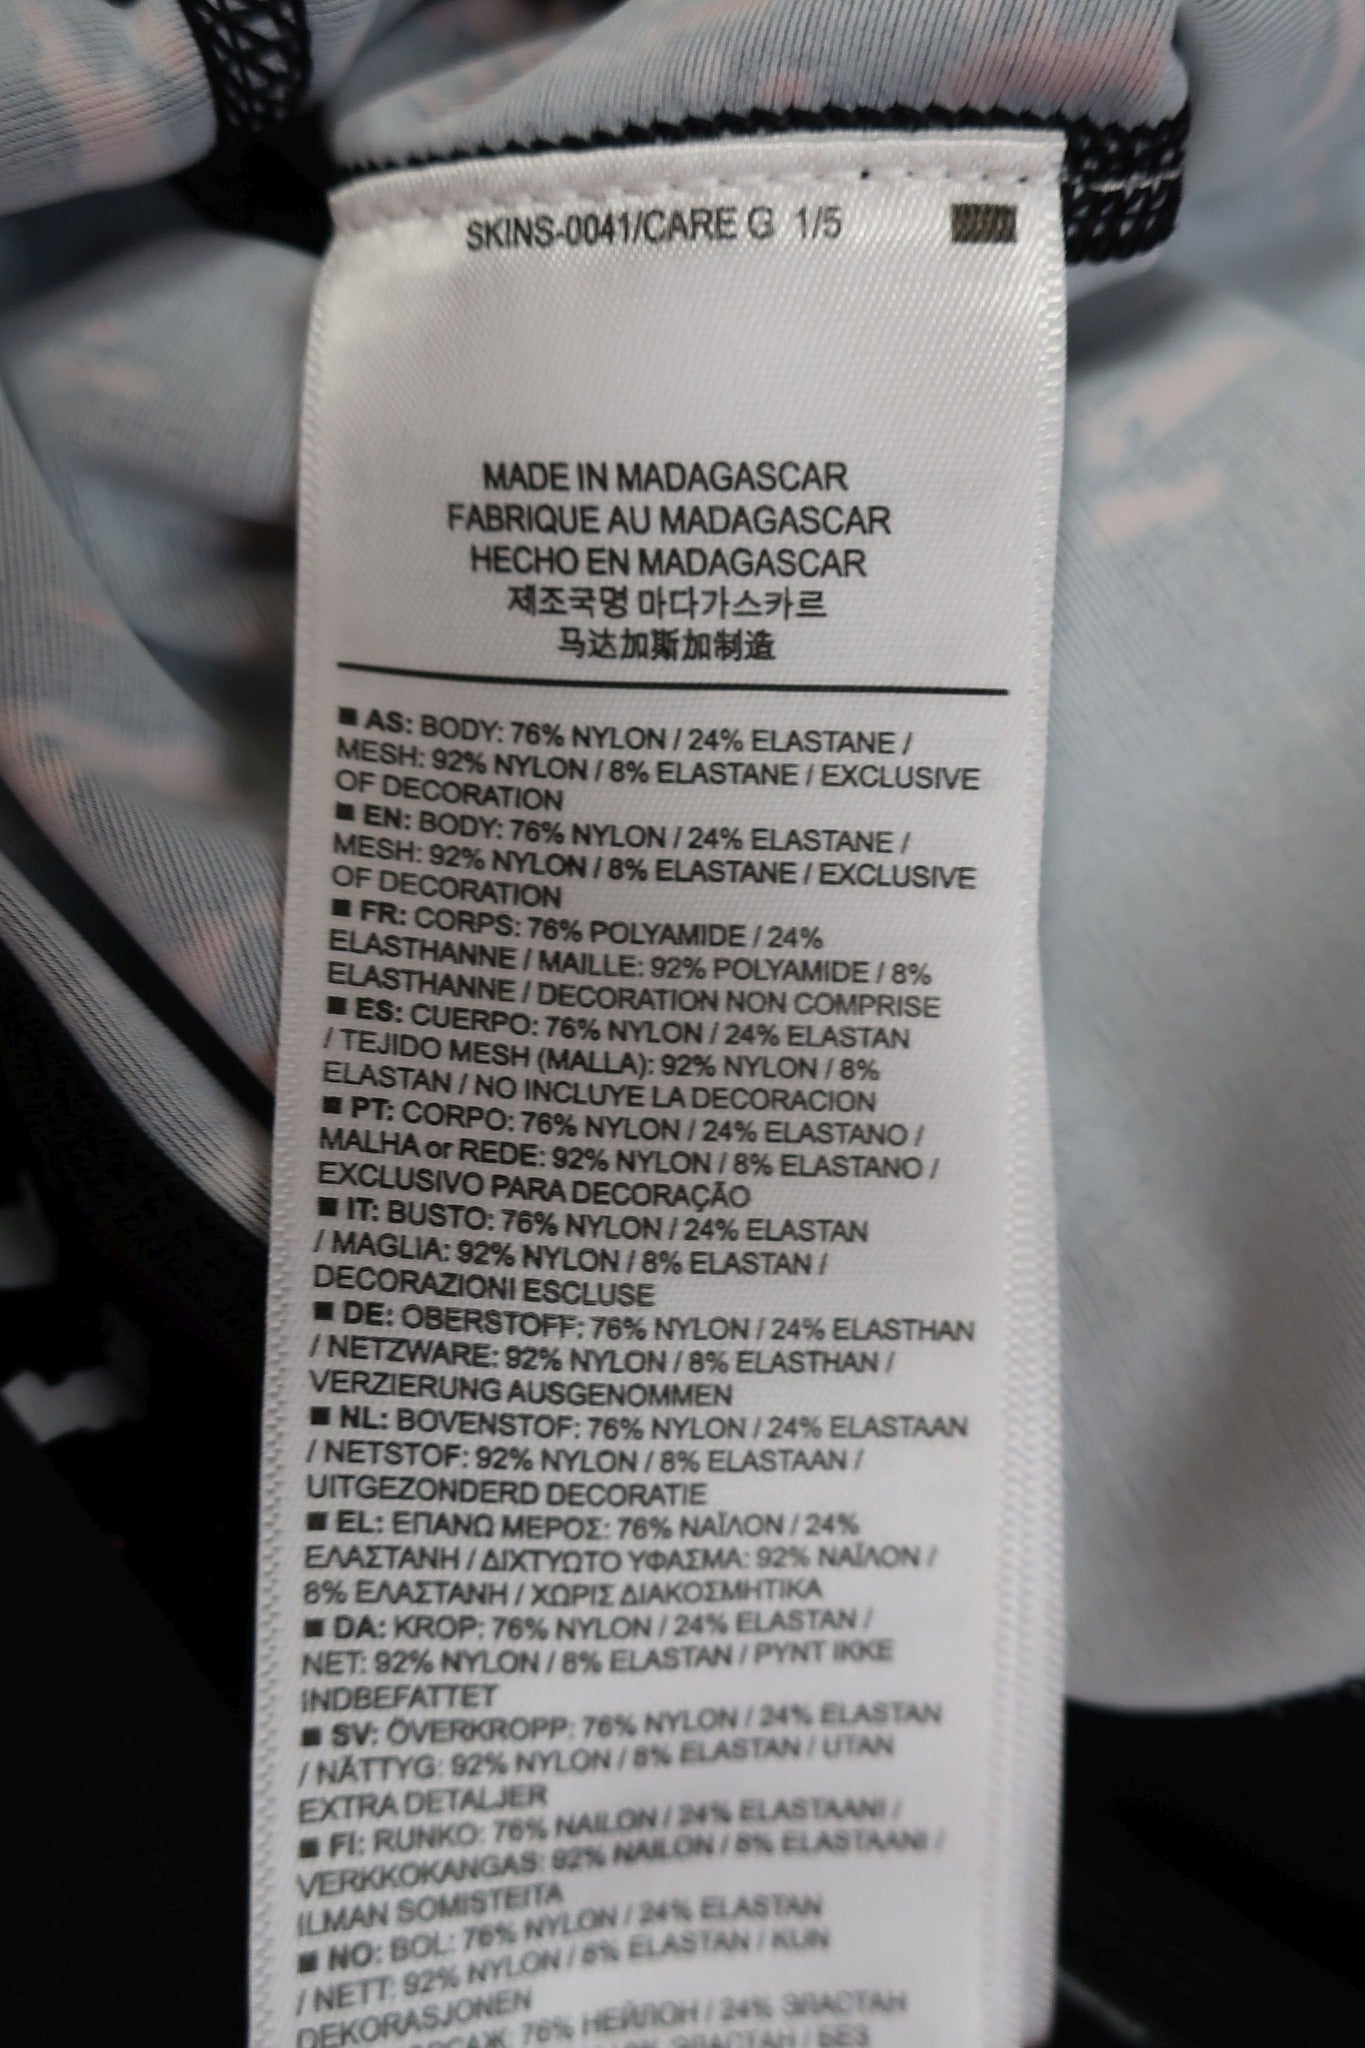 SKINS-0041/CARE G 1/5
MADE IN MADAGASCAR
FABRIQUE AU MADAGASCAR
HECHO EN MADAGASCAR
제조국명 마다가스카르
马达加斯加制造
■ AS: BODY: 76% NYLON / 24% ELASTANE /
MESH: 92% NYLON / 8% ELASTANE / EXCLUSIVE
OF DECORATION
■ EN: BODY: 76% NYLON / 24% ELASTANE /
MESH: 92% NYLON / 8% ELASTANE / EXCLUSIVE
OF DECORATION
■ FR: CORPS: 76% POLYAMIDE / 24%
ELASTHANNE / MAILLE: 92% POLYAMIDE / 8%
ELASTHANNE / DECORATION NON COMPRISE
■ ES: CUERPO: 76% NYLON / 24% ELASTAN
/ TEJIDO MESH (MALLA): 92% NYLON / 8%
ELASTAN / NO INCLUYE LA DECORACION
■ PT: CORPO: 76% NYLON / 24% ELASTANO /
MALHA or REDE: 92% NYLON / 8% ELASTANO /
EXCLUSIVO PARA DECORAÇÃO
■ IT: BUSTO: 76% NYLON / 24% ELASTAN
/ MAGLIA: 92% NYLON / 8% ELASTAN /
DECORAZIONI ESCLUSE
■ DE: OBERSTOFF: 76% NYLON / 24% ELASTHAN
/ NETZWARE: 92% NYLON / 8% ELASTHAN /
VERZIERUNG AUSGENOMMEN
■ NL: BOVENSTOF: 76% NYLON / 24% ELASTAAN
/ NETSTOF: 92% NYLON / 8% ELASTAAN /
UITGEZONDERD DECORATIE
■ EL: ΕΠΑΝΩ ΜΕΡΟΣ: 76% ΝΑΪΛΟΝ / 24%
ΕΛΑΣΤΑΝΗ / ΔΙΧΤΥΩΤΟ ΥΦΑΣΜΑ: 92% ΝΑΪΛΟΝ /
8% ΕΛΑΣΤΑΝΗ / ΧΩΡΙΣ ΔΙΑΚΟΣΜΗΤΙΚΑ
■ DA: KROP: 76% NYLON / 24% ELASTAN /
NET: 92% NYLON / 8% ELASTAN / PYNT IKKE
INDBEFATTET
■ SV: ÖVERKROPP: 76% NYLON / 24% ELASTAN
/ NÄTTYG: 92% NYLON / 8% ELASTAN / UTAN
EXTRA DETALJER
■ FI: RUNKO: 76% NAILON / 24% ELASTAANI /
VERKKOKANGAS: 92% NAILON / 8% ELASTAANI /
ILMAN SOMISTEITA
■ NO: BOL: 76% NYLON / 24% ELASTAN
/ NETT: 92% NYLON / 8% ELASTAN / KUN
DEKORASJONEN
76% НЕЙЛОН / 24% ЭЛАСТАН
ЭЛАСТАН / БЕЗ